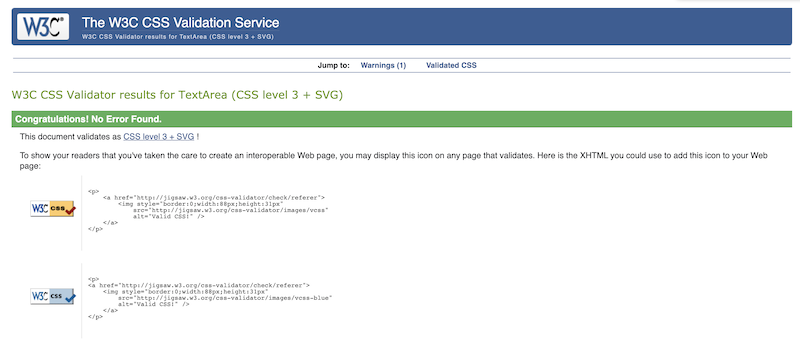 W3C® The W3C CSS Validation Service
W3C CSS Validator results for TextArea (CSS level 3 + SVG)
Jump to: Warnings (1) Validated CSS
W3C CSS Validator results for TextArea (CSS level 3 + SVG)
Congratulations! No Error Found.
This document validates as CSS level 3 + SVG !
To show your readers that you've taken the care to create an interoperable Web page, you may display this icon on any page that validates. Here is the XHTML you could use to add this icon to your Web
page:
W3C css
<p>
    <a href="http://jigsaw.w3.org/css-validator/check/referer">
        <img style="border:0;width:88px;height:31px"
            src="http://jigsaw.w3.org/css-validator/images/vcss"
            alt="Valid CSS!" />
    </a>
</p>
W3C css
<p>
<a href="http://jigsaw.w3.org/css-validator/check/referer">
    <img style="border:0;width:88px;height:31px"
        src="http://jigsaw.w3.org/css-validator/images/vcss-blue"
        alt="Valid CSS!" />
    </a>
</p>